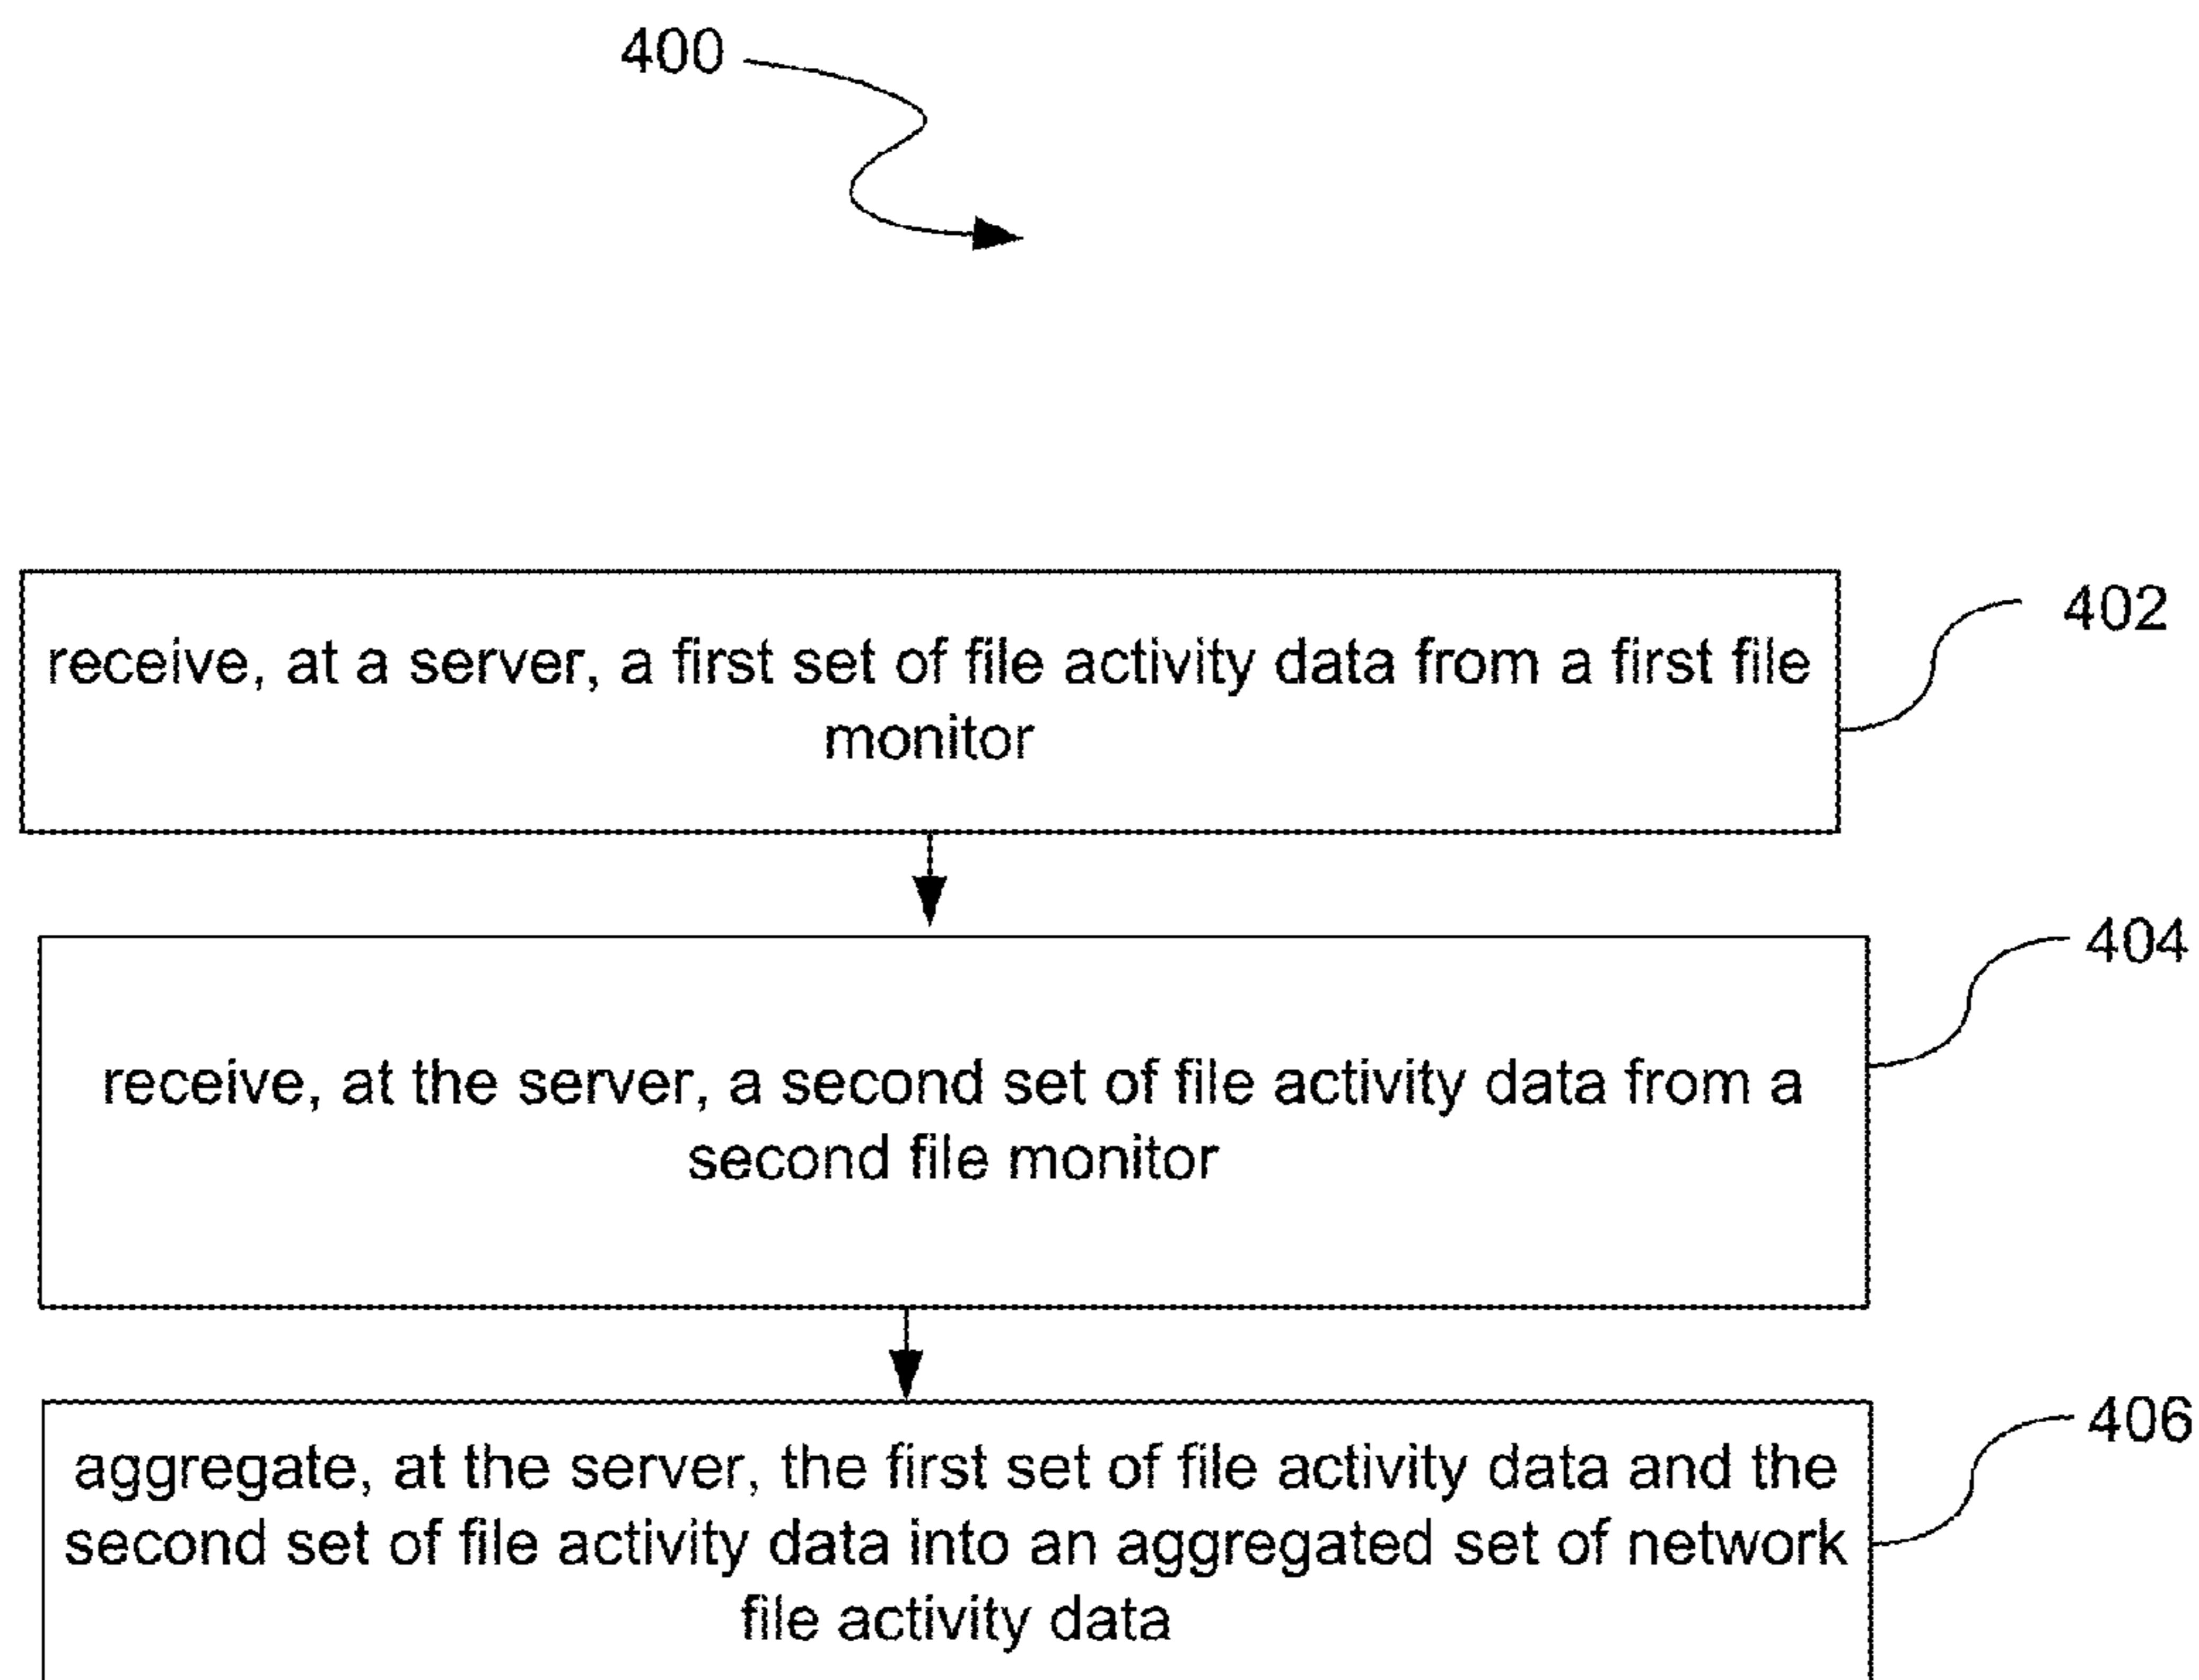 400
402
receive, at a server, a first set of file activity data from a first file
monitor
404
receive, at the server, a second set of file activity data from a
second file monitor
406
aggregate, at the server, the first set of file activity data and the
second set of file activity data into an aggregated set of network
file activity data